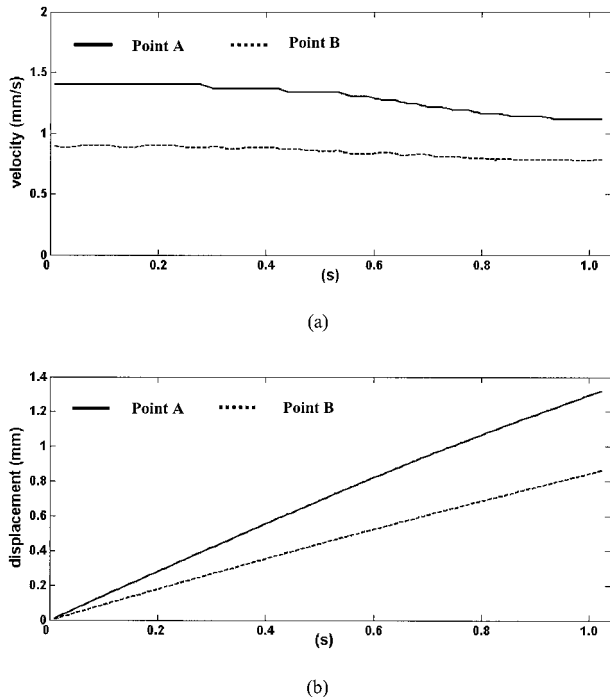 2
Point A Point B
1.5
1
0.5
0
0 0.2 0.4 0.6 0.8 1.0
velocity (mm/s)
(s)
(a)
1.4
Point A Point B
1.2
1
0.8
0.6
0.4
0.2
0
0 0.2 0.4 0.6 0.8 1.0
displacement (mm)
(s)
(b)